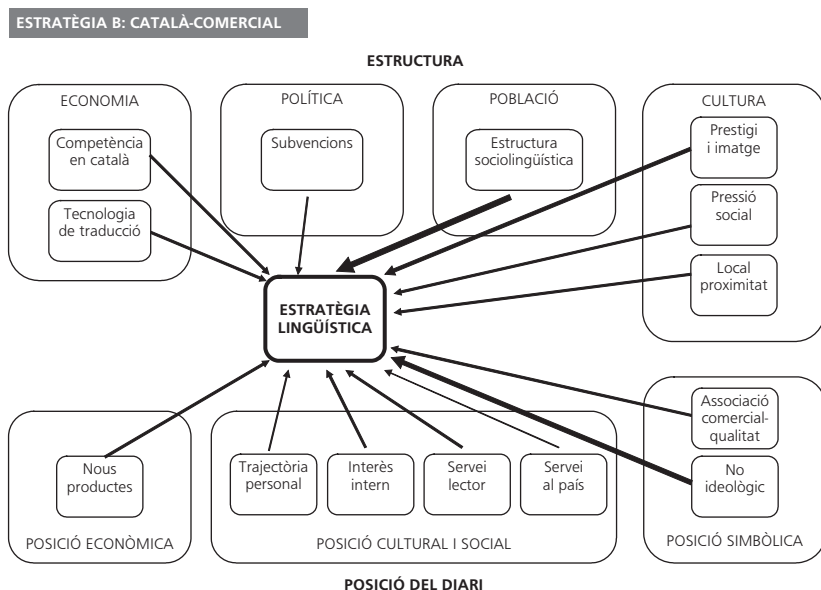 ESTRATÈGIA B: CATALÀ-COMERCIAL
ESTRUCTURA
ECONOMIA
Competència
en català
Tecnologia
de traducció
POLÍTICA
Subvencions
POBLACIÓ
Estructura
sociolingüística
CULTURA
Prestigi
i imatge
Pressió
social
Local
proximitat
ESTRATÈGIA
LINGÜÍSTICA
Nous
productes
POSICIÓ ECONÒMICA
Trajectòria
personal
Interès
intern
Servei
lector
Servei
al país
POSICIÓ CULTURAL I SOCIAL
Associació
comercial-
qualitat
No
ideològic
POSICIÓ SIMBÒLICA
POSICIÓ DEL DIARI